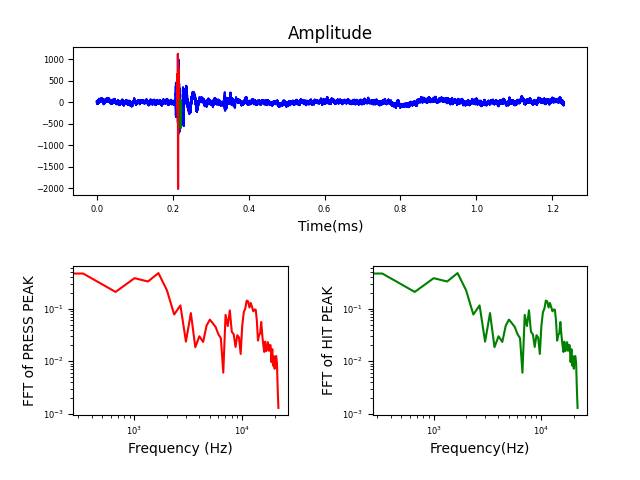 Amplitude
1000
500
0
−500
−1000
−1500
−2000
0.0 0.2 0.4 0.6 0.8 1.0 1.2
Time(ms)
FFT of PRESS PEAK
10⁻¹
10⁻²
10⁻³
10³ 10⁴
Frequency (Hz)
FFT of HIT PEAK
10⁻¹
10⁻²
10⁻³
10³ 10⁴
Frequency(Hz)